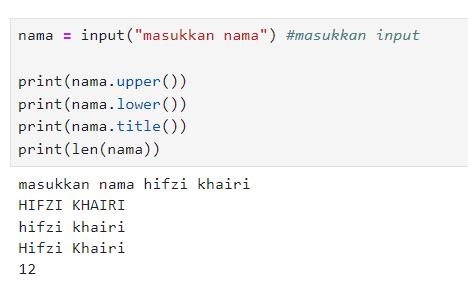 nama = input("masukkan nama") #masukkan input
print(nama.upper())
print(nama.lower())
print(nama.title())
print(len(nama))
masukkan nama hifzi khairi
HIFZI KHAIRI
hifzi khairi
Hifzi Khairi
12